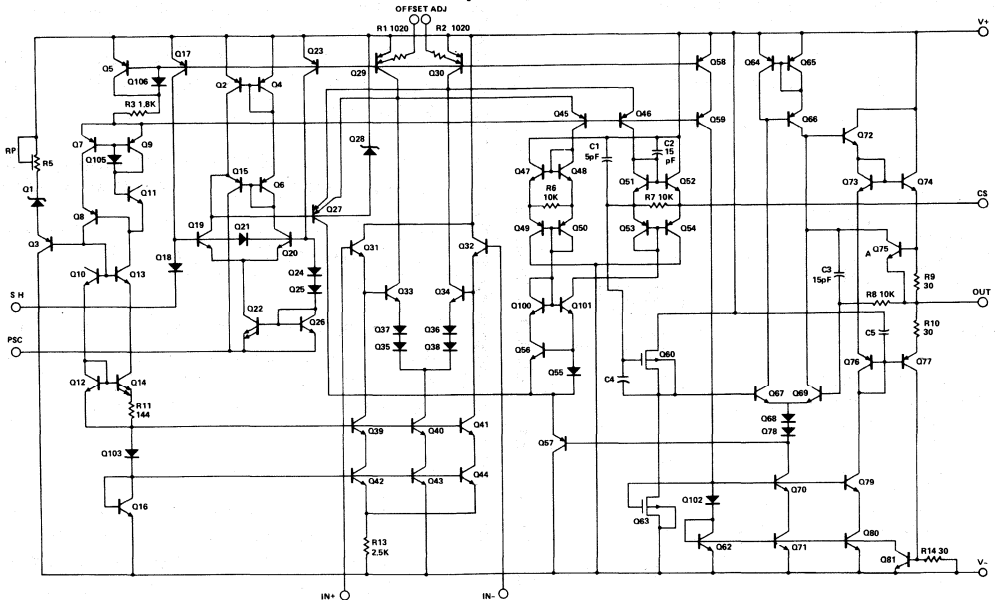 OFFSET ADJ
R1 1020
R2 1020
V+
Q5
Q17
Q106
Q2
Q4
Q23
Q29
Q30
Q58
Q64
Q65
R3 1.8K
Q45
Q46
Q59
Q66
Q72
RP
R5
Q7
Q9
Q105
Q28
C1
5pF
C2
15
pF
Q1
Q11
Q15
Q6
Q47
Q48
Q51
Q52
Q73
Q74
R6
10K
R7 10K
CS
Q8
Q27
Q3
Q19
Q21
Q20
Q31
Q32
Q49
Q50
Q53
Q54
Q75
A
Q10
Q13
Q18
Q24
Q25
C3
15pF
R9
30
S H
Q33
Q34
Q100
Q101
R8 10K
OUT
Q22
Q26
Q37
Q35
Q36
Q38
R10
30
PSC
Q56
Q60
C5
Q76
Q77
Q12
Q14
Q55
C4
Q67
Q69
R11
144
Q68
Q78
Q39
Q40
Q41
Q57
Q103
Q42
Q43
Q44
Q70
Q79
Q16
Q102
Q63
R13
2.5K
Q62
Q71
Q80
Q81
R14 30
V-
IN+
IN-